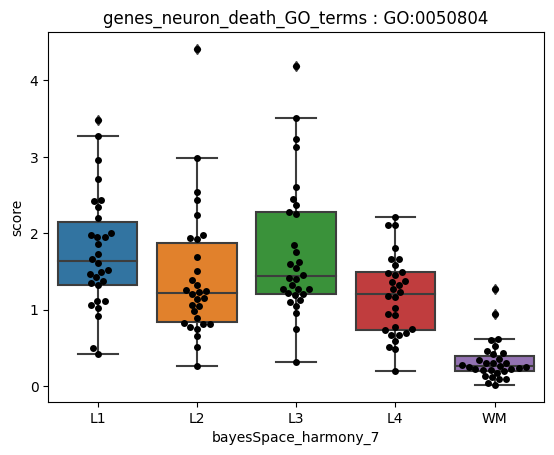 genes_neuron_death_GO_terms : GO:0050804
4
3
2
1
0
score
L1 L2 L3 L4 WM
bayesSpace_harmony_7